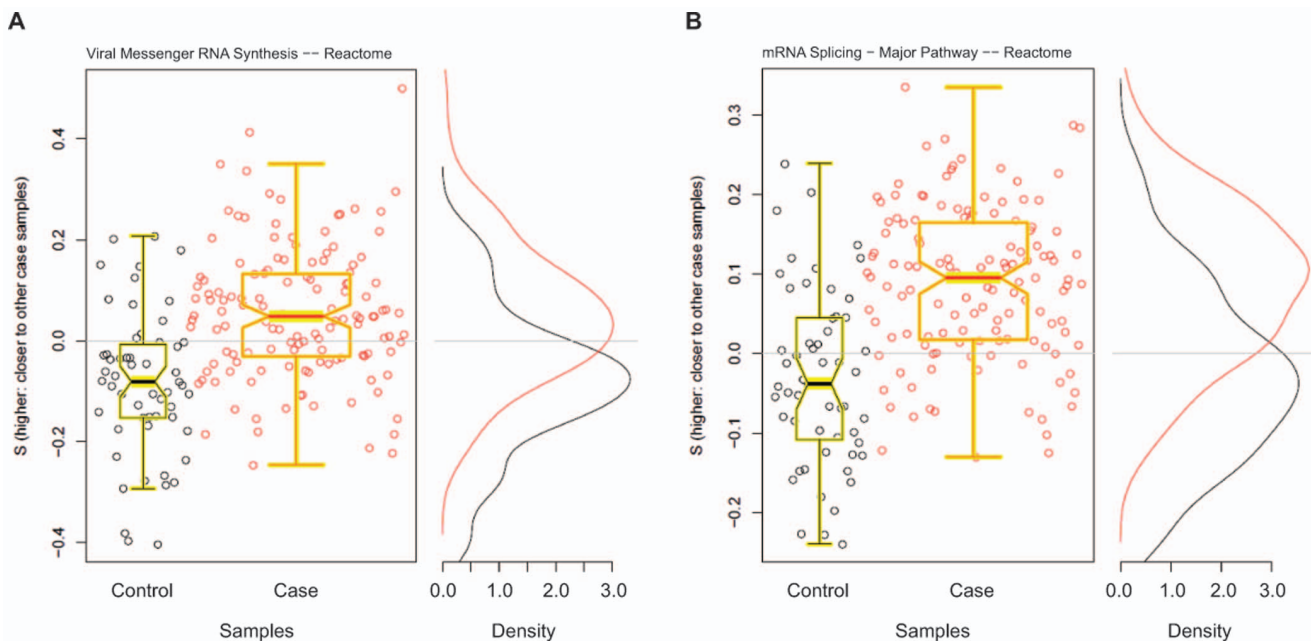 A
Viral Messenger RNA Synthesis −− Reactome
S (higher: closer to other case samples)
0.4
0.2
0.0
−0.2
−0.4
Control Case
Samples
0.0 1.0 2.0 3.0
Density
B
mRNA Splicing − Major Pathway −− Reactome
S (higher: closer to other case samples)
0.3
0.2
0.1
0.0
−0.1
−0.2
Control Case
Samples
0.0 1.0 2.0 3.0
Density